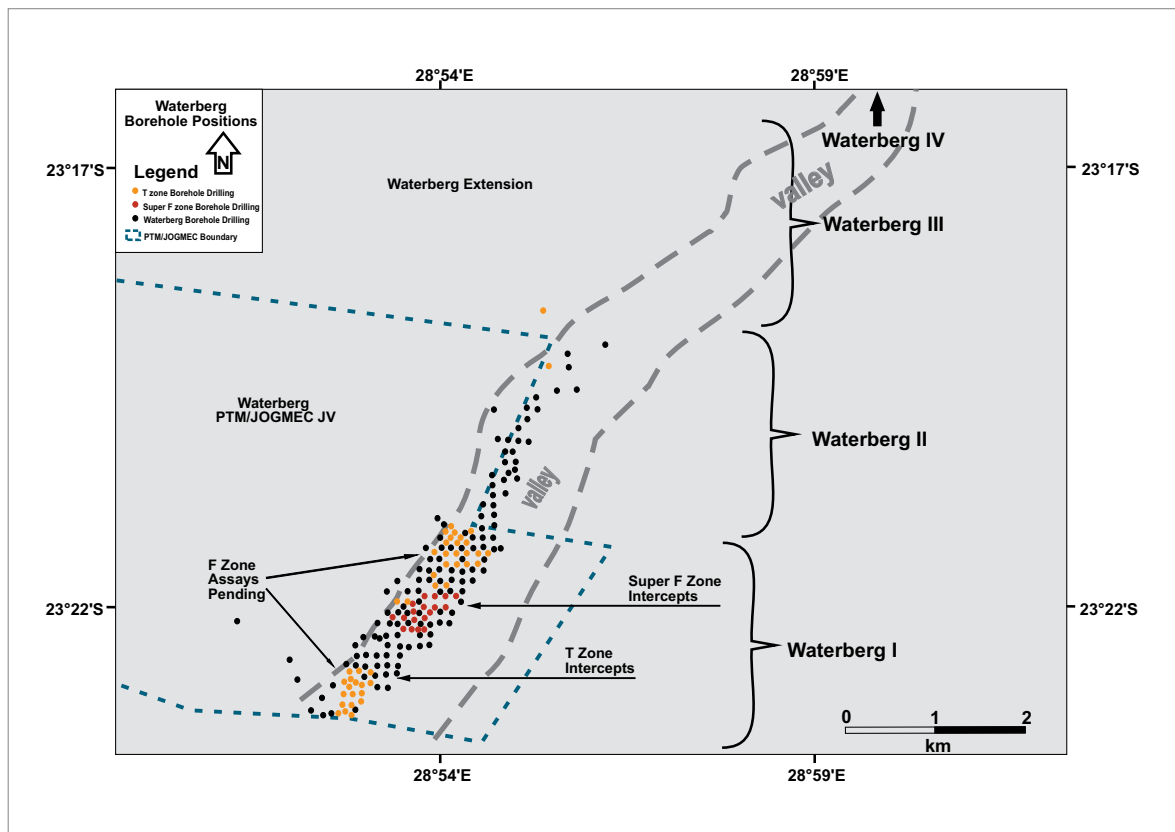 28°54'E
28°59'E
Waterberg
Borehole Positions
N
Legend
T zone Borehole Drilling
Super F zone Borehole Drilling
Waterberg Borehole Drilling
PTM/JOGMEC Boundary
23°17'S
23°17'S
Waterberg IV
valley
Waterberg Extension
Waterberg III
Waterberg
PTM/JOGMEC JV
Waterberg II
valley
F Zone
Assays
Pending
Super F Zone
Intercepts
23°22'S
23°22'S
T Zone
Intercepts
Waterberg I
0 1 2
km
28°54'E
28°59'E